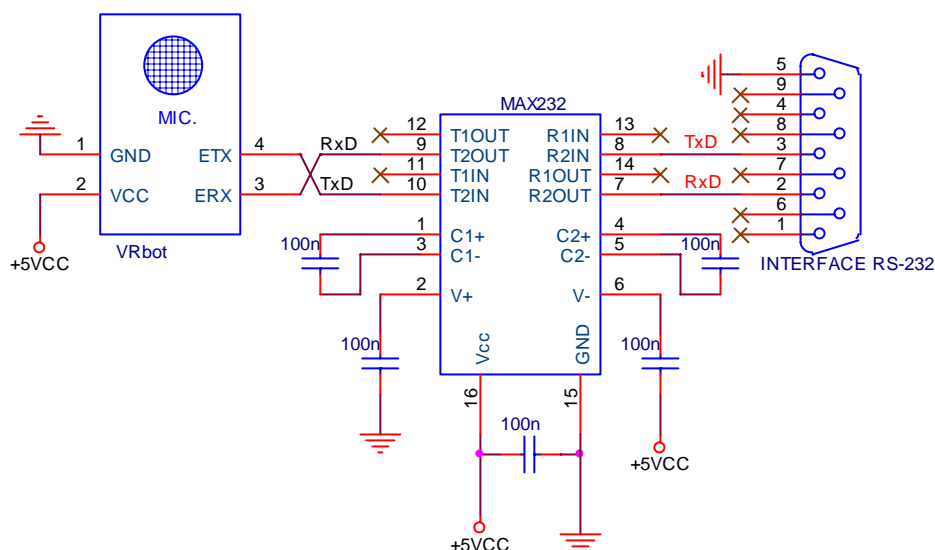 MIC.
1 GND
2 VCC
ETX 4
ERX 3
VRbot
+5VCC
RxD
TxD
MAX232
12 T1OUT
9 T2OUT
11 T1IN
10 T2IN
1 C1+
3 C1-
2 V+
R1IN 13
R2IN 8
R1OUT 14
R2OUT 7
C2+ 4
C2- 5
V- 6
Vcc 16
GND 15
100n
100n
100n
100n
100n
+5VCC
+5VCC
TxD
RxD
5
9
4
8
3
7
2
6
1
INTERFACE RS-232